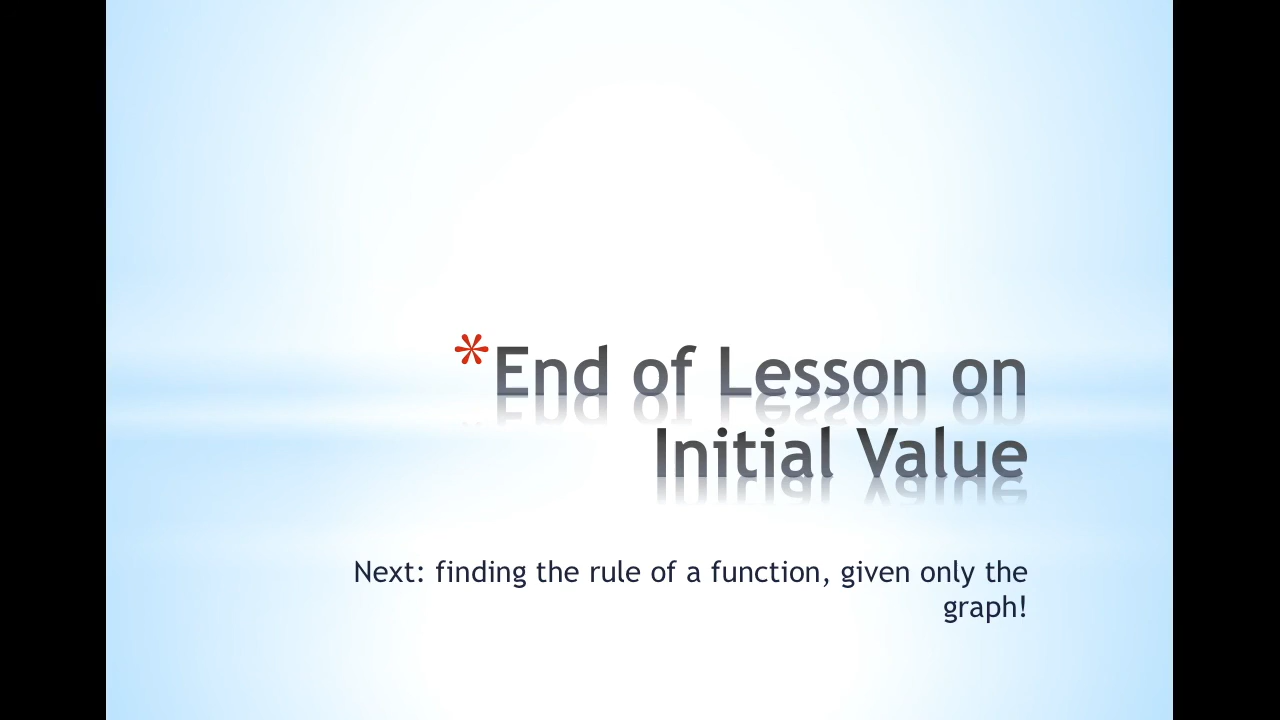 *End of Lesson on
Initial Value
Next: finding the rule of a function, given only the
graph!